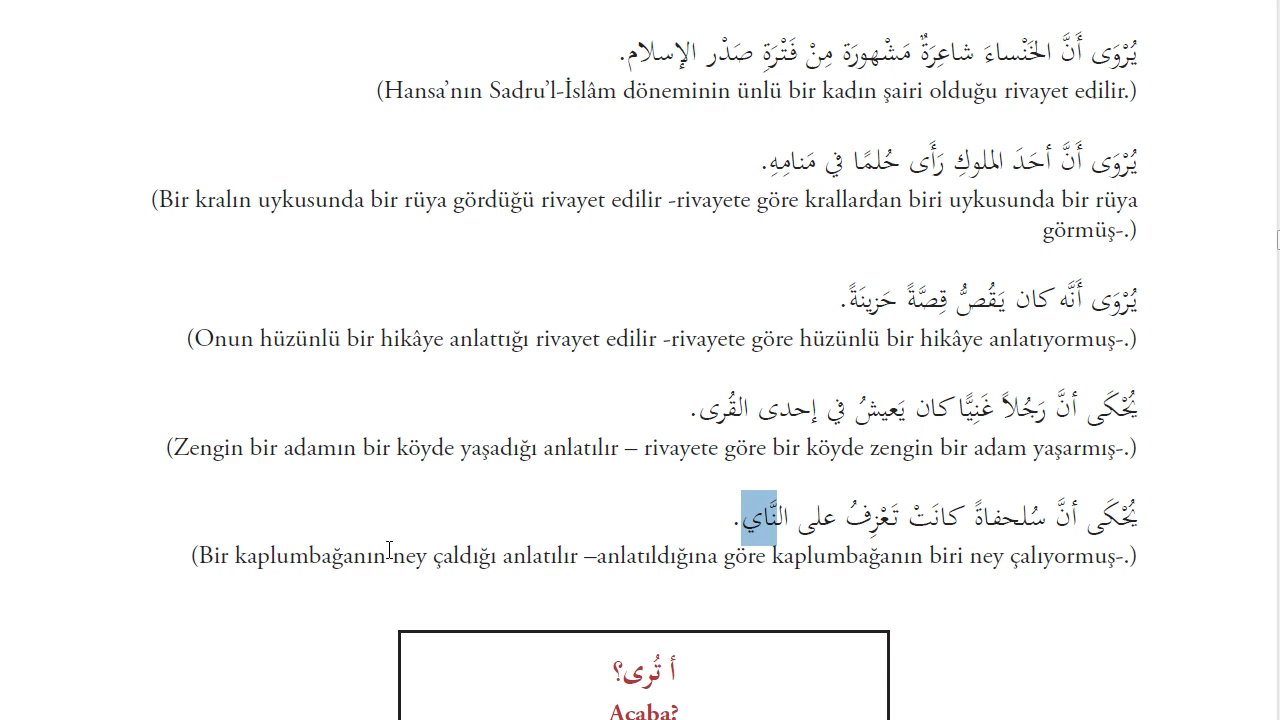 يُرْوَى أَنَّ الخَنْساءَ شاعِرَةٌ مَشْهورَة مِنْ فَتْرَةِ صَدْر الإسلام.
(Hansa’nın Sadru’l-İslâm döneminin ünlü bir kadın şairi olduğu rivayet edilir.)
يُرْوَى أَنَّ أحَدَ الملوكِ رَأَى حُلمًا في مَنامِهِ.
(Bir kralın uykusunda bir rüya gördüğü rivayet edilir -rivayete göre krallardan biri uykusunda bir rüya
görmüş-.)
يُرْوَى أَنَّه كان يَقُصُّ قِصَّةً حَزِينَةً.
(Onun hüzünlü bir hikâye anlattığı rivayet edilir -rivayete göre hüzünlü bir hikâye anlatıyormuş-.)
يُحْكَى أنَّ رَجُلاً غَنِيًّا كان يَعيشُ في إحدى القُرى.
(Zengin bir adamın bir köyde yaşadığı anlatılır – rivayete göre bir köyde zengin bir adam yaşarmış-.)
يُحْكَى أنَّ سُلحفاةً كانَتْ تَعْزِفُ على النَّاي.
(Bir kaplumbağanın ney çaldığı anlatılır –anlatıldığına göre kaplumbağanın biri ney çalıyormuş-.)
أ تُرى؟
Acaba?